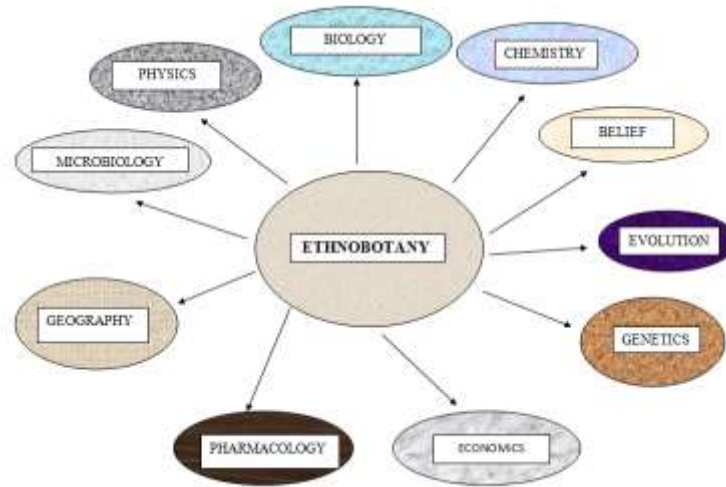 BIOLOGY
CHEMISTRY
PHYSICS
BELIEF
MICROBIOLOGY
ETHNOBOTANY
EVOLUTION
GEOGRAPHY
GENETICS
PHARMACOLOGY
ECONOMICS